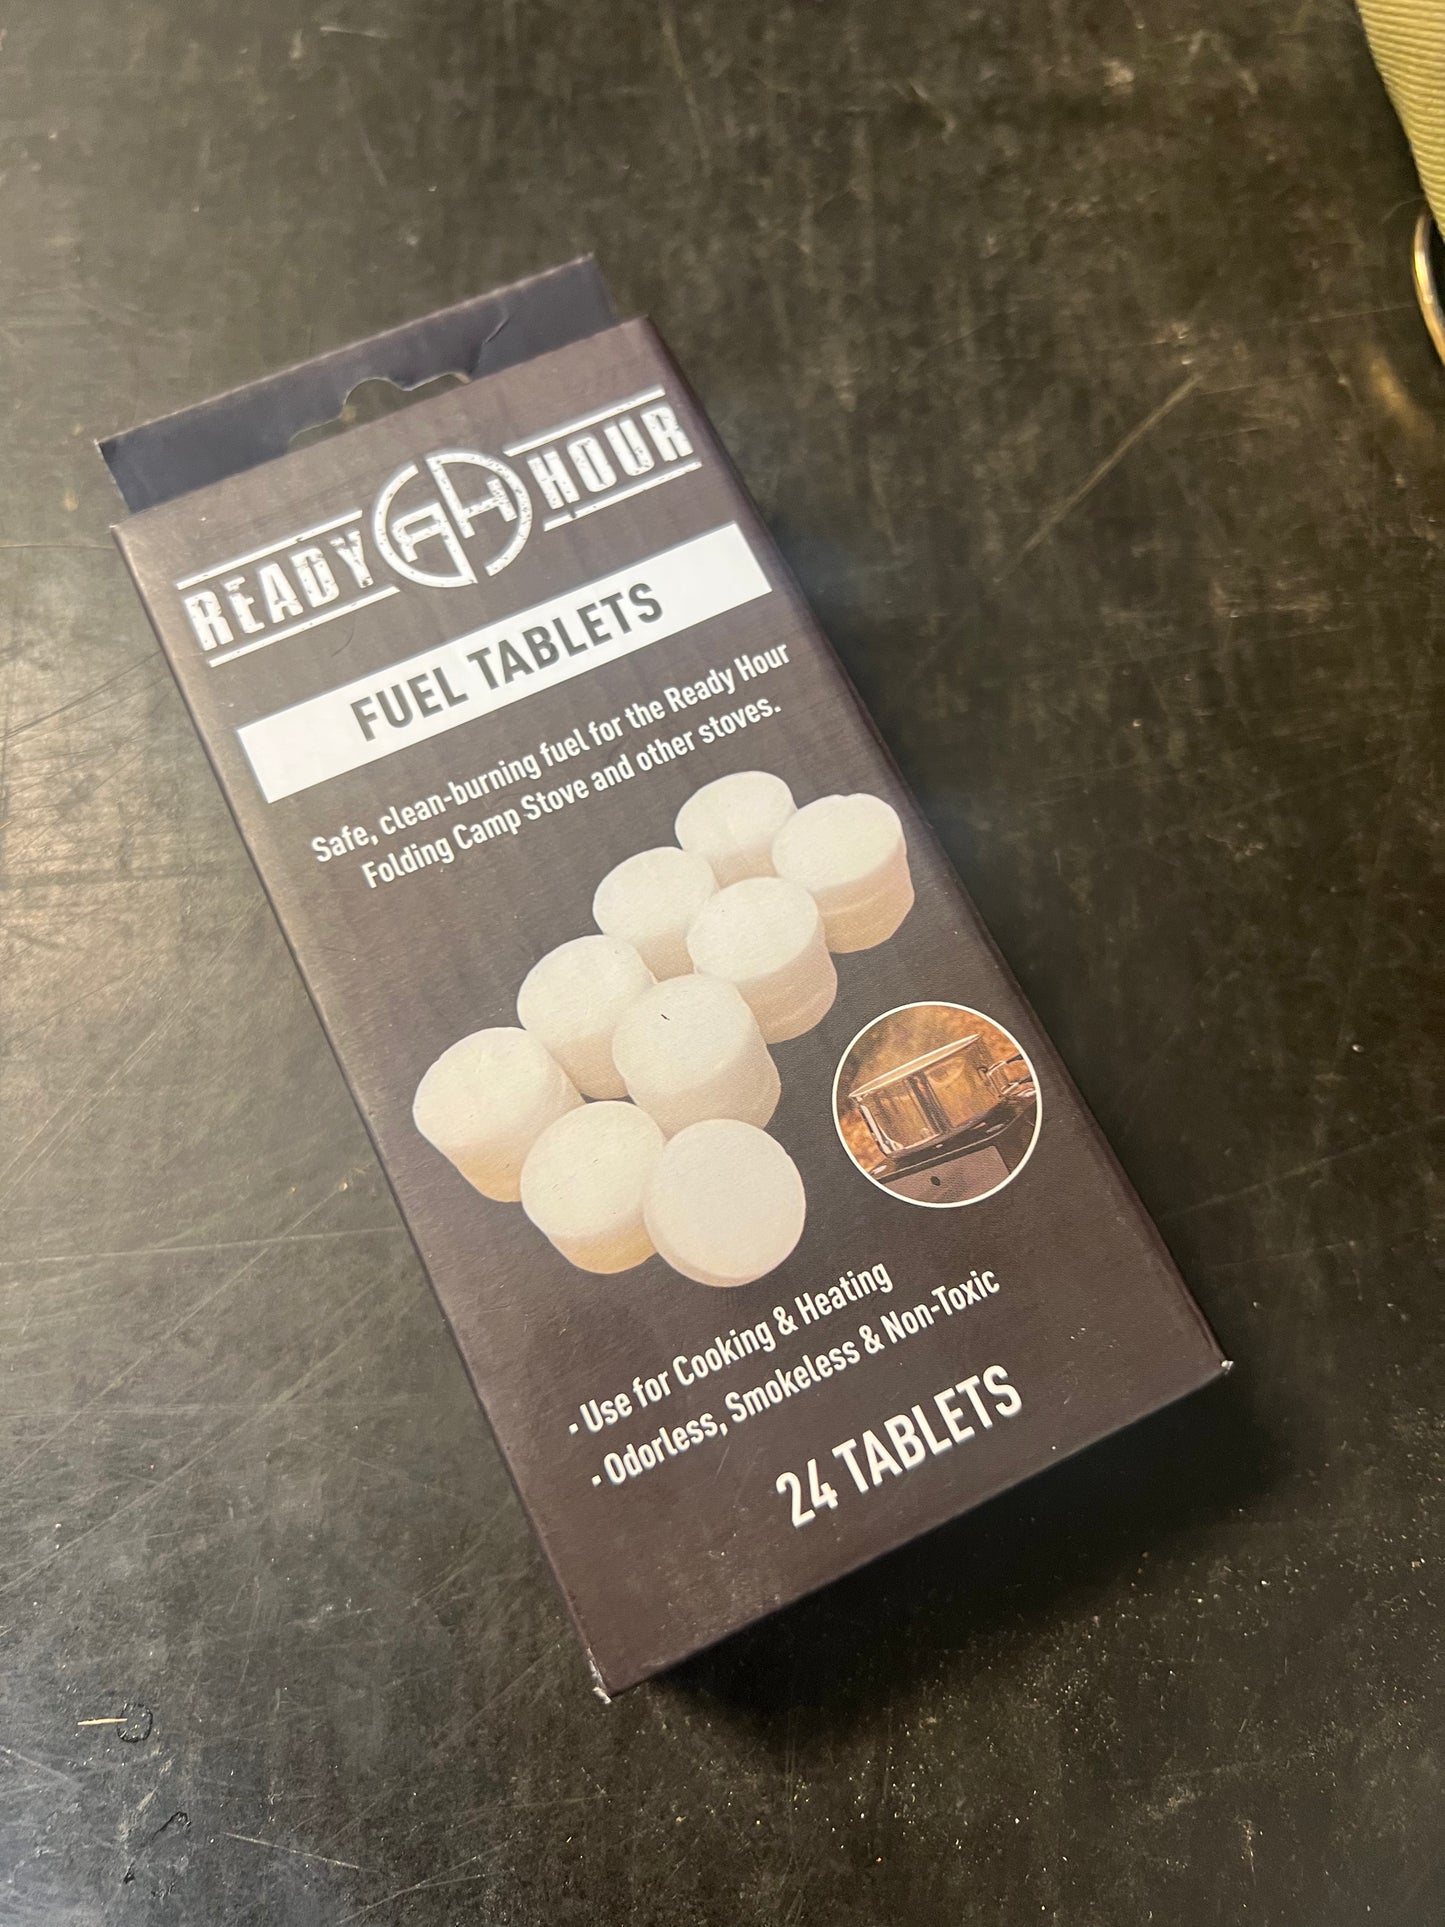 READY RH HOUR
FUEL TABLETS
Safe, clean-burning fuel for the Ready Hour
Folding Camp Stove and other stoves.
· Use for Cooking & Heating
· Odorless, Smokeless & Non-Toxic
24 TABLETS